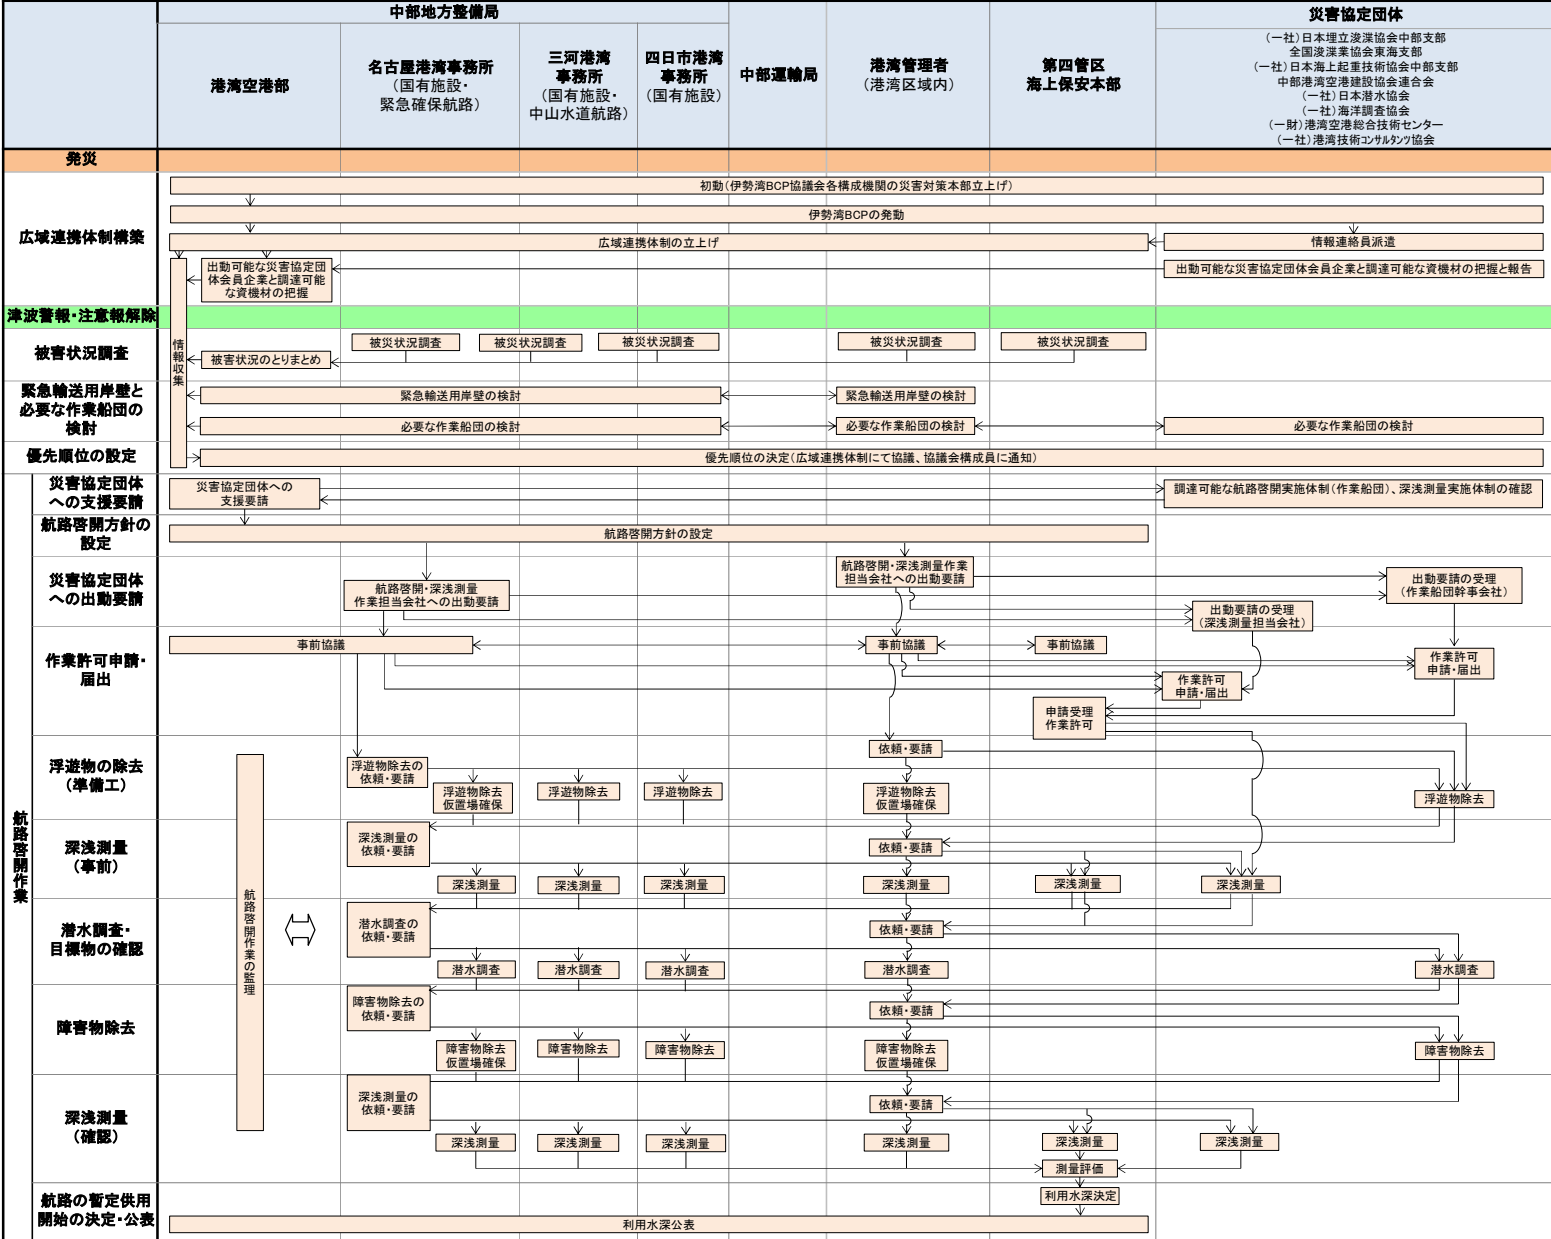 中部地方整備局
災害協定団体
港湾空港部
名古屋港湾事務所
（国有施設・
緊急確保航路）
三河港湾
事務所
（国有施設・
中山水道航路）
四日市港湾
事務所
（国有施設）
中部運輸局
港湾管理者
（港湾区域内）
第四管区
海上保安本部
（一社）日本埋立浚渫協会中部支部
全国浚渫業協会東海支部
（一社）日本海上起重技術協会中部支部
中部港湾空港建設協会連合会
（一社）日本潜水協会
（一社）海洋調査協会
（一財）港湾空港総合技術センター
（一社）港湾技術コンサルタンツ協会
発災
広域連携体制構築
初動（伊勢湾BCP協議会各構成機関の災害対策本部立上げ）
伊勢湾BCPの発動
広域連携体制の立上げ
情報連絡員派遣
出動可能な災害協定団
体会員企業と調達可能
な資機材の把握
出動可能な災害協定団体会員企業と調達可能な資機材の把握と報告
情報収集
津波警報・注意報解除
被害状況調査
被災状況調査
被災状況調査
被災状況調査
被災状況調査
被災状況調査
被害状況のとりまとめ
緊急輸送用岸壁と
必要な作業船団の
検討
緊急輸送用岸壁の検討
緊急輸送用岸壁の検討
必要な作業船団の検討
必要な作業船団の検討
必要な作業船団の検討
優先順位の設定
優先順位の決定（広域連携体制にて協議、協議会構成員に通知）
航路啓開作業
災害協定団体
への支援要請
災害協定団体への
支援要請
調達可能な航路啓開実施体制（作業船団）、深浅測量実施体制の確認
航路啓開方針の
設定
航路啓開方針の設定
災害協定団体
への出動要請
航路啓開・深浅測量
作業担当会社への出動要請
航路啓開・深浅測量作業
担当会社への出動要請
出動要請の受理
（作業船団幹事会社）
出動要請の受理
（深浅測量担当会社）
作業許可申請・
届出
事前協議
事前協議
事前協議
作業許可
申請・届出
作業許可
申請・届出
申請受理
作業許可
航路啓開作業の監理
浮遊物の除去
（準備工）
浮遊物除去の
依頼・要請
依頼・要請
浮遊物除去
仮置場確保
浮遊物除去
浮遊物除去
浮遊物除去
仮置場確保
浮遊物除去
深浅測量
（事前）
深浅測量の
依頼・要請
依頼・要請
深浅測量
深浅測量
深浅測量
深浅測量
深浅測量
深浅測量
潜水調査・
目標物の確認
潜水調査の
依頼・要請
依頼・要請
潜水調査
潜水調査
潜水調査
潜水調査
潜水調査
障害物除去
障害物除去の
依頼・要請
依頼・要請
障害物除去
仮置場確保
障害物除去
障害物除去
障害物除去
仮置場確保
障害物除去
深浅測量
（確認）
深浅測量の
依頼・要請
依頼・要請
深浅測量
深浅測量
深浅測量
深浅測量
深浅測量
深浅測量
測量評価
航路の暫定供用
開始の決定・公表
利用水深決定
利用水深公表